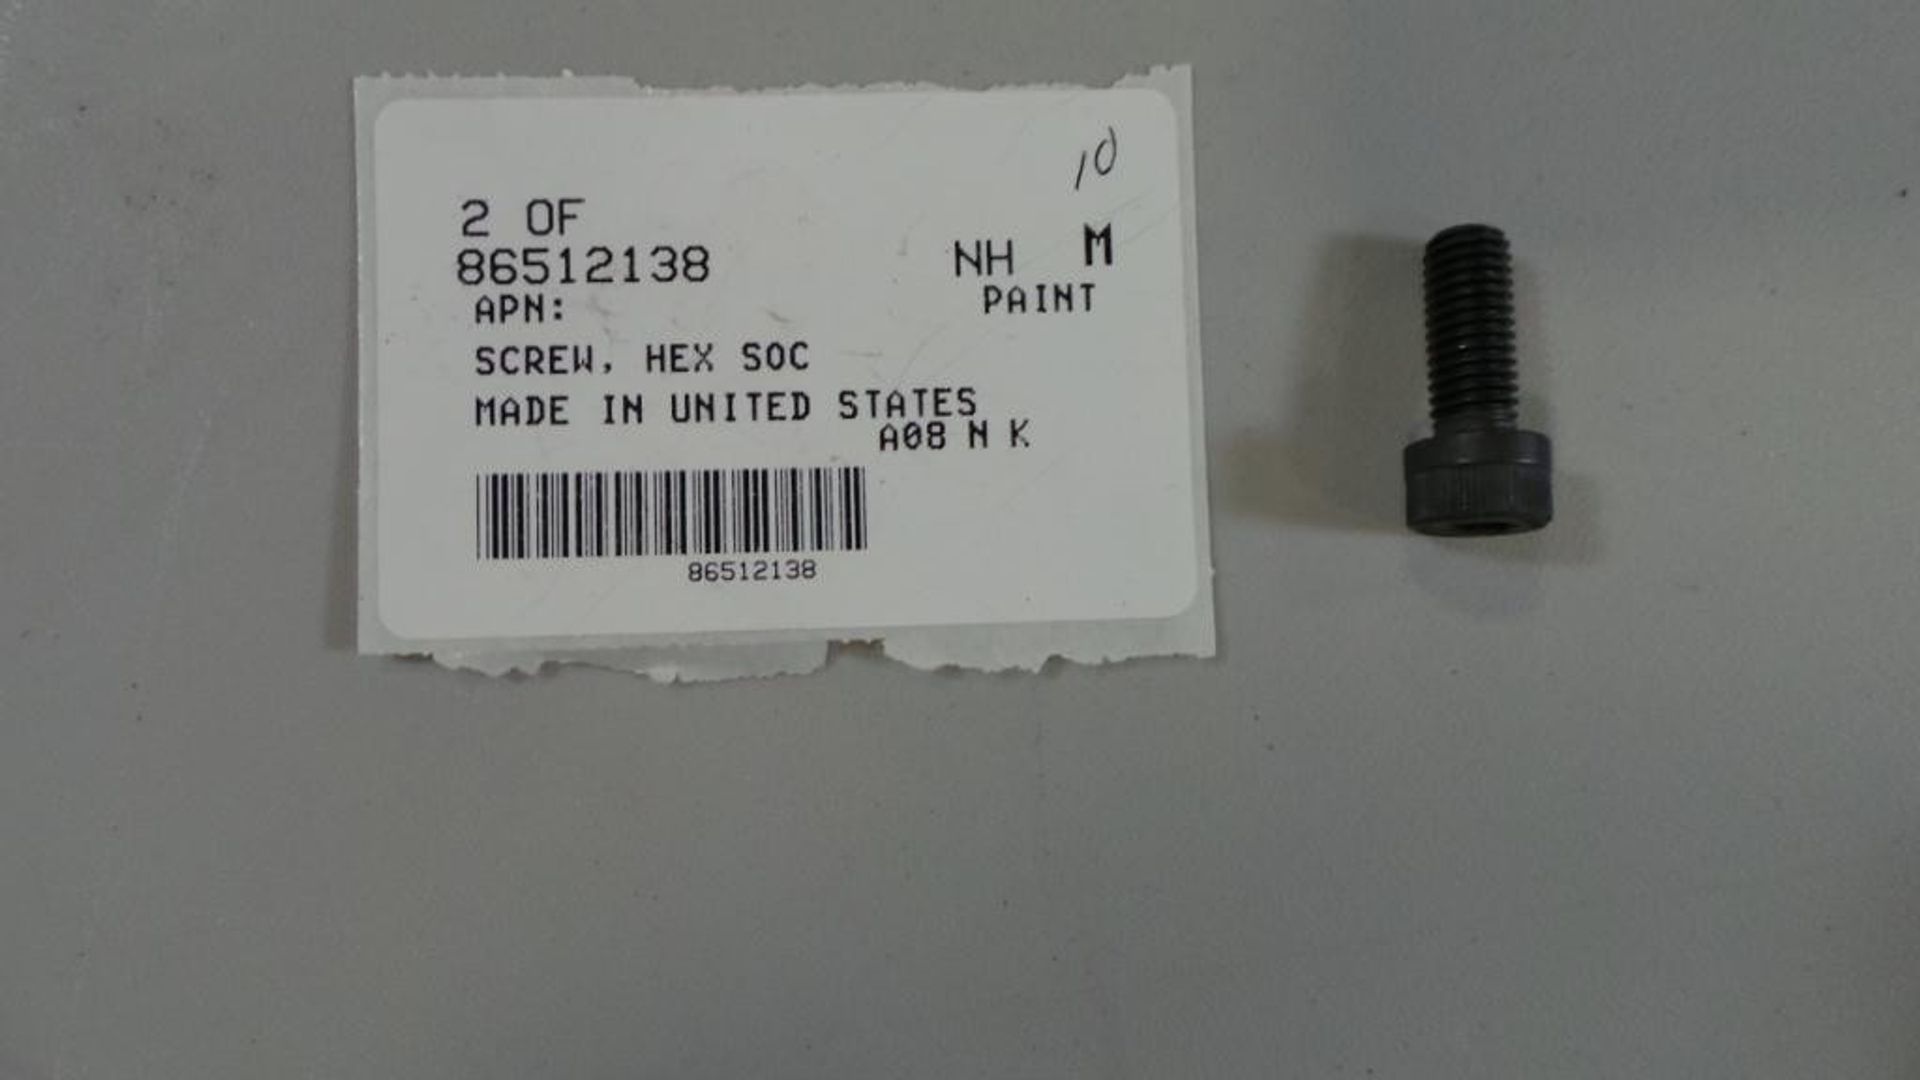 10
2 OF
86512138 NH M
APN: PAINT
SCREW, HEX SOC
MADE IN UNITED STATES
A08 N K
86512138